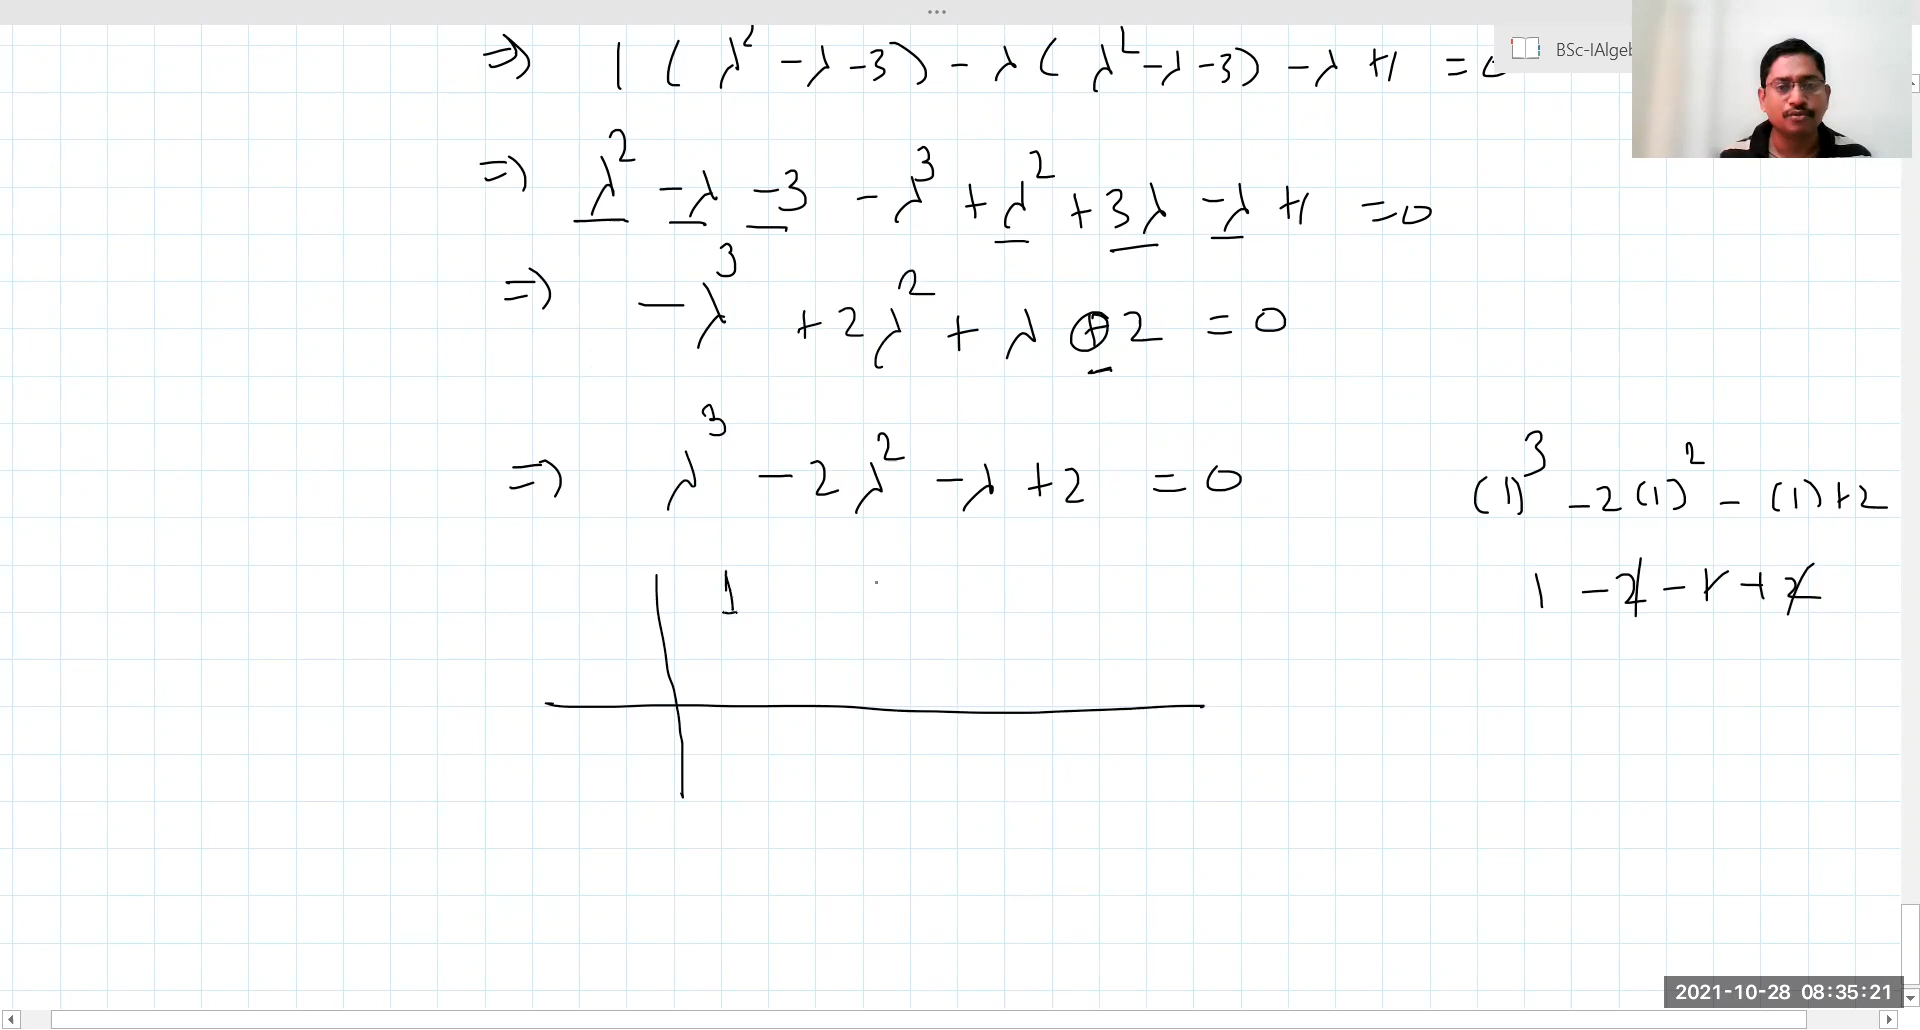 ⇒ 1 ( λ² - λ - 3 ) - λ ( λ² - λ - 3 ) - λ + 1 =
BSc-IAlgeb
⇒ λ² - λ - 3 - λ³ + λ² + 3λ - λ + 1 = 0
⇒ - λ³ + 2λ² + λ ⊕ 2 = 0
⇒ λ³ - 2λ² - λ + 2 = 0
(1)³ - 2(1)² - (1) + 2
1 - 2 - 1 + 2
1
2021-10-28 08:35:21